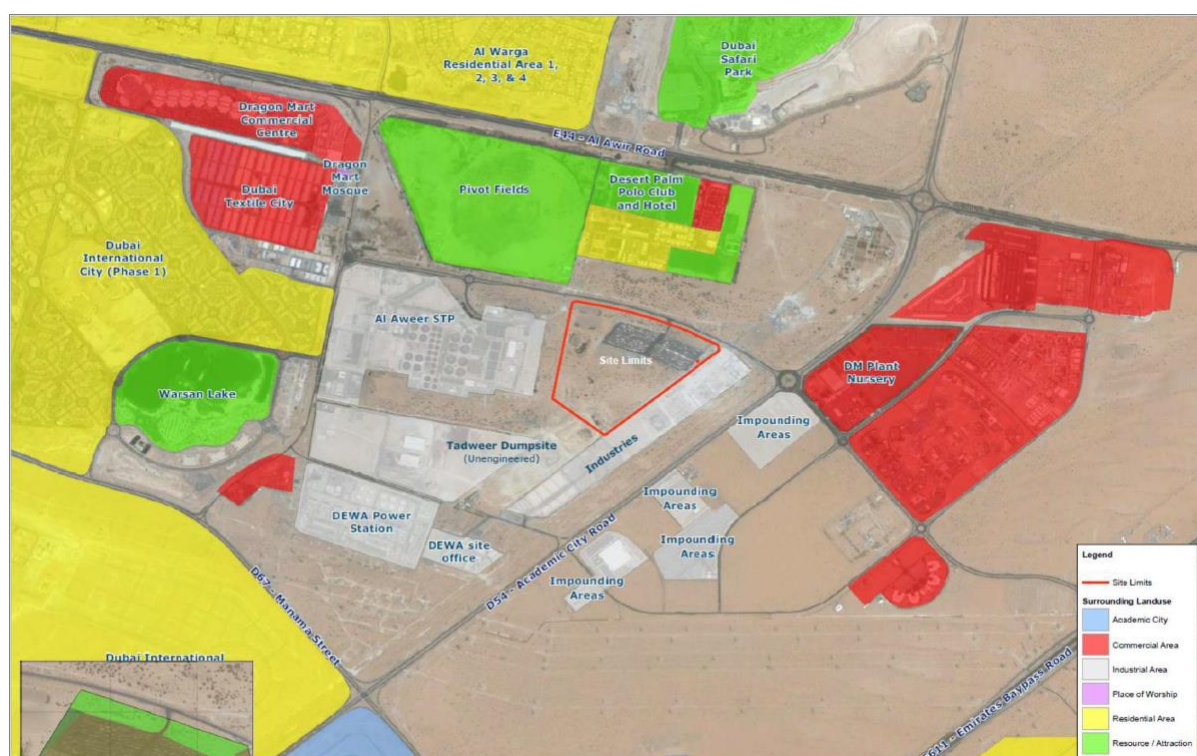 Al Warga
Residential Area 1,
2, 3, & 4
Dubai
Safari
Park
Dragon Mart
Commercial
Centre
E44 - Al Awir Road
Dragon
Mart
Mosque
Dubai
Textile City
Pivot Fields
Desert Palm
Polo Club
and Hotel
Dubai
International
City (Phase 1)
Al Aweer STP
Site Limits
Warsan Lake
DM Plant
Nursery
Impounding
Areas
Tadweer Dumpsite
(Unengineered)
Industries
Impounding
Areas
DEWA Power
Station
DEWA site
office
Impounding
Areas
Impounding
Areas
D54 - Academic City Road
D62 - Manama Street
Dubai International
E611 - Emirates Baypass Road
Legend
Site Limits
Surrounding Landuse
Academic City
Commercial Area
Industrial Area
Place of Worship
Residential Area
Resource / Attraction